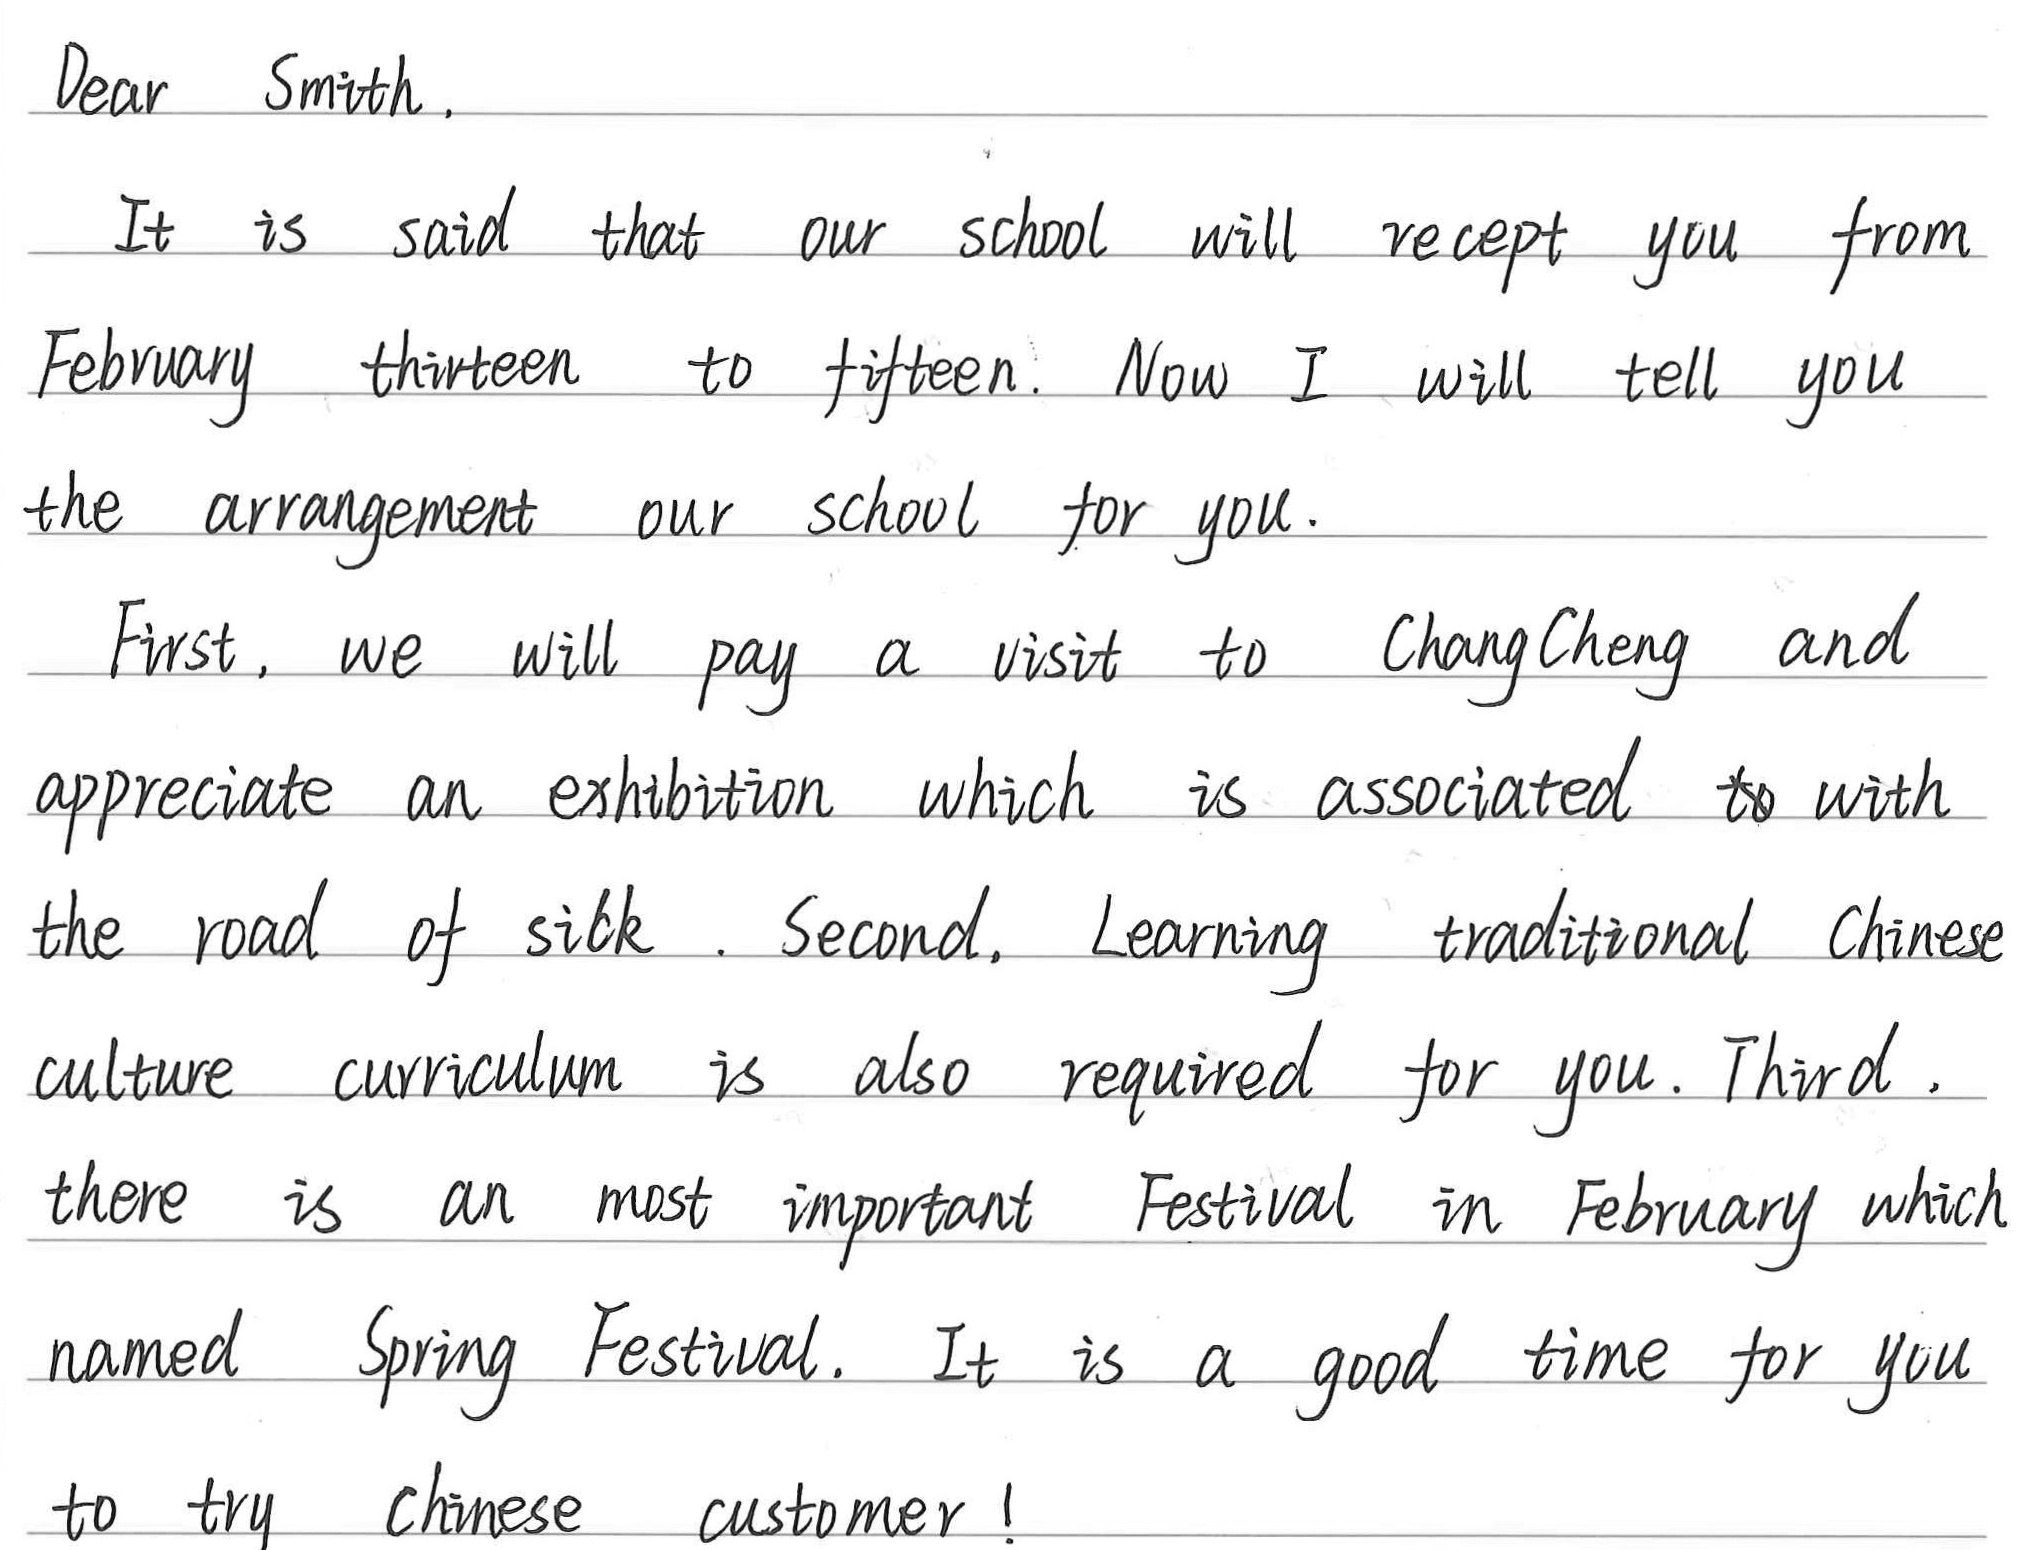 Dear Smith,
It is said that our school will recept you from
February thirteen to fifteen. Now I will tell you
the arrangement our school for you.
First, we will pay a visit to ChangCheng and
appreciate an exhibition which is associated to with
the road of silk . Second, Learning traditional Chinese
culture curriculum is also required for you. Third,
there is an most important Festival in February which
named Spring Festival. It is a good time for you
to try Chinese customer!